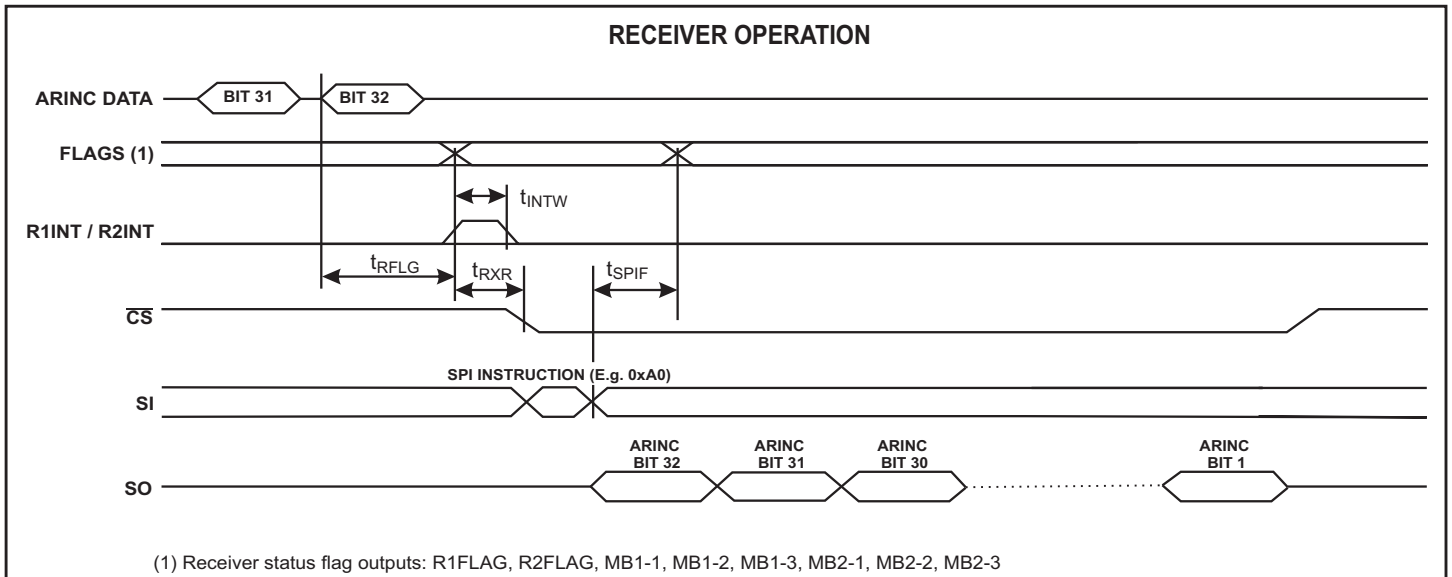 RECEIVER OPERATION
ARINC DATA
BIT 31
BIT 32
FLAGS (1)
tINTW
R1INT / R2INT
tRFLG
tRXR
tSPIF
CS
SPI INSTRUCTION (E.g. 0xA0)
SI
ARINC
BIT 32
ARINC
BIT 31
ARINC
BIT 30
ARINC
BIT 1
SO
(1) Receiver status flag outputs: R1FLAG, R2FLAG, MB1-1, MB1-2, MB1-3, MB2-1, MB2-2, MB2-3